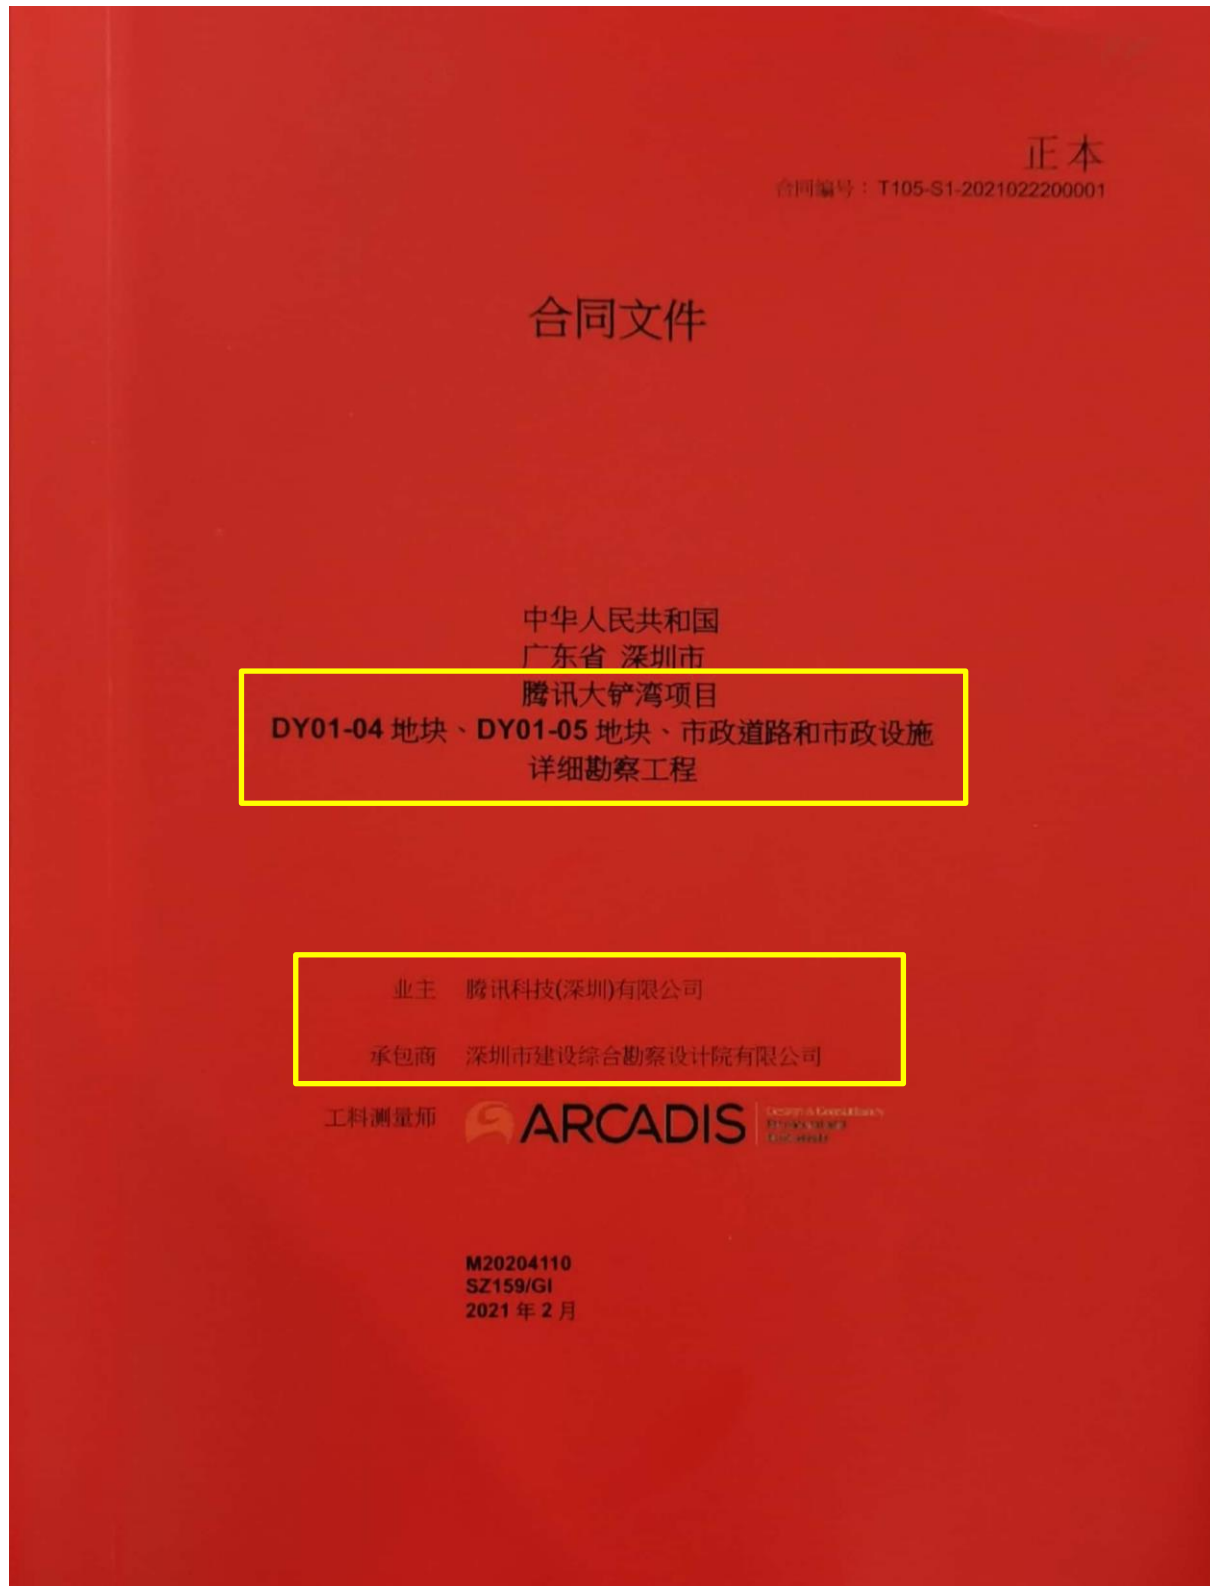 正本
合同编号：T105-S1-2021022200001
合同文件
中华人民共和国
广东省 深圳市
腾讯大铲湾项目
DY01-04 地块、DY01-05 地块、市政道路和市政设施
详细勘察工程
业主 腾讯科技(深圳)有限公司
承包商 深圳市建设综合勘察设计院有限公司
工料测量师 ARCADIS Design & Consultancy
M20204110
SZ159/GI
2021 年 2 月